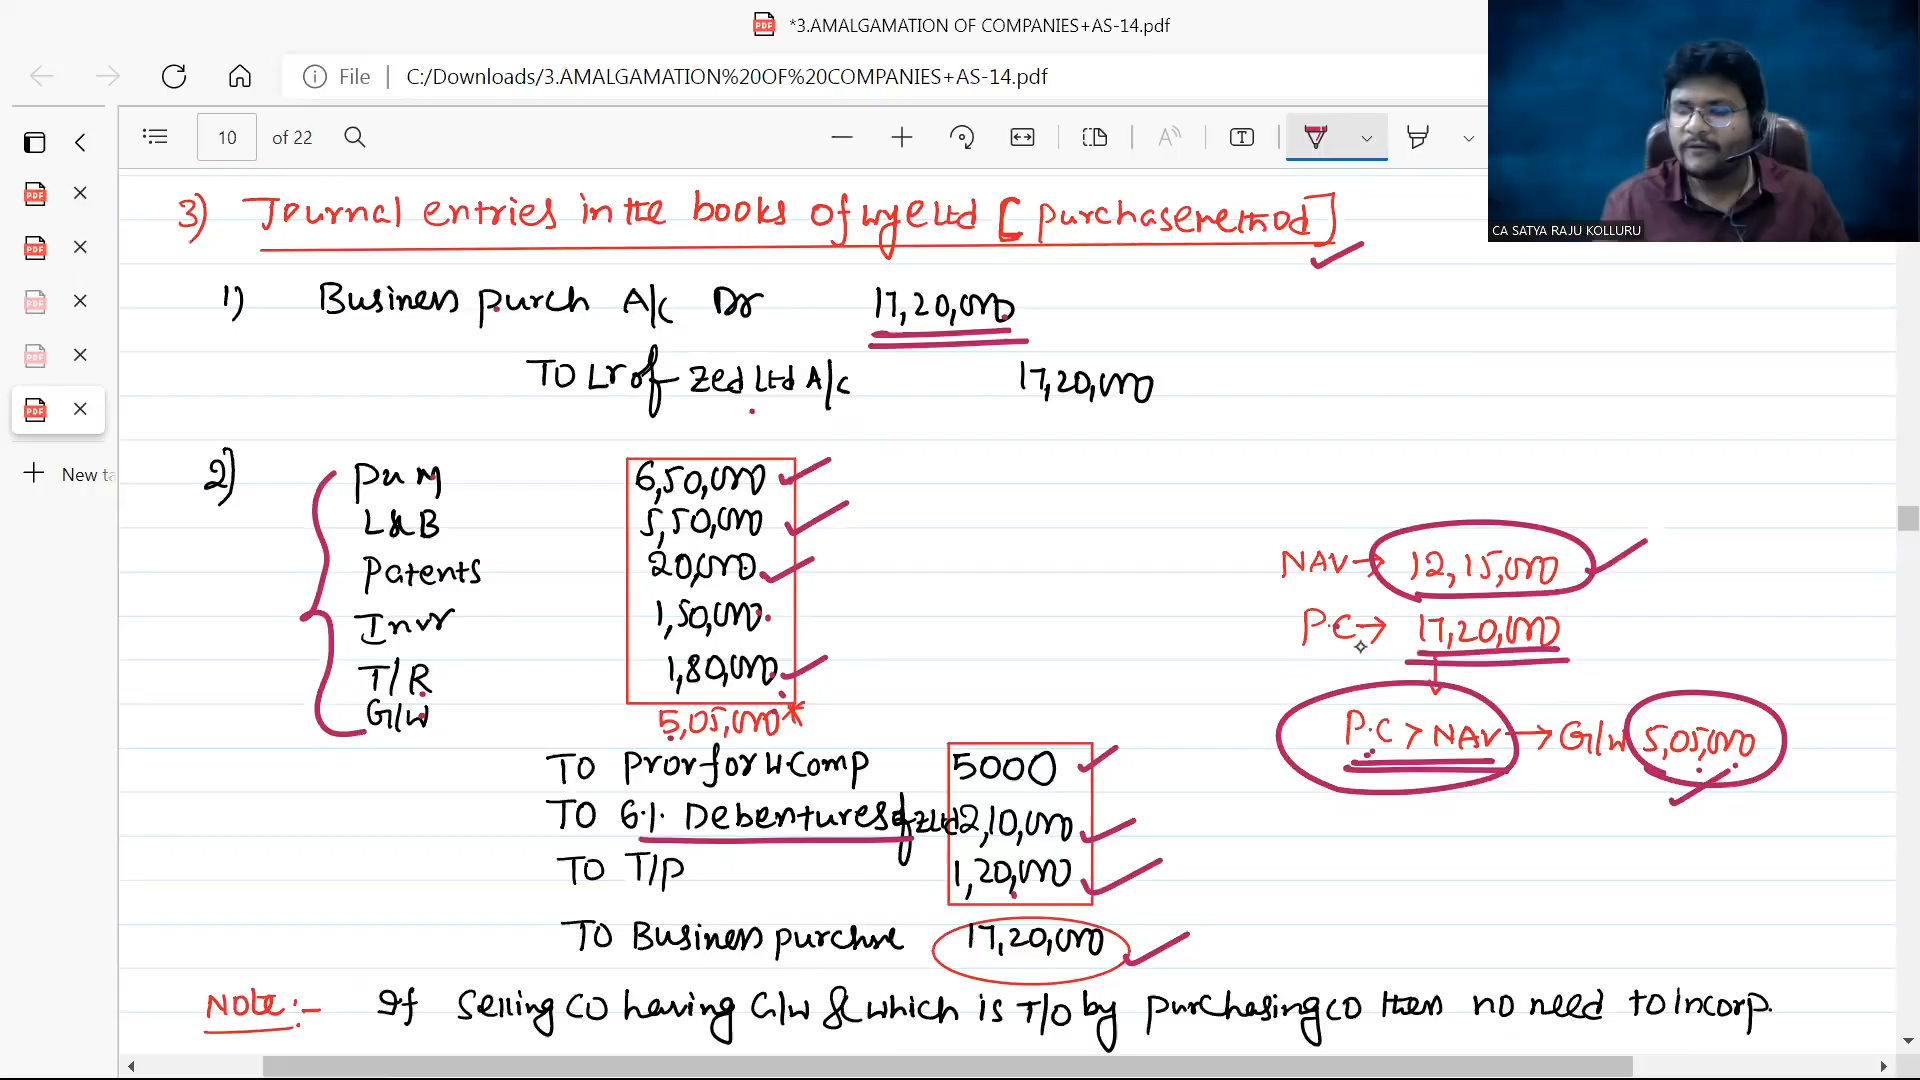 *3.AMALGAMATION OF COMPANIES+AS-14.pdf
File | C:/Downloads/3.AMALGAMATION%20OF%20COMPANIES+AS-14.pdf
10 of 22
CA SATYA RAJU KOLLURU
New ta
3) Journal entries in the books of wye Ltd [purchase method]
1) Business purch A/c Dr 17,20,000
TO Lr of Zed Ltd A/c 17,20,000
2) P u M 6,50,000
L & B 5,50,000
Patents 20,000
Invr 1,50,000
T/R 1,80,000
G/W 5,05,000*
NAV→ 12,15,000
P.C→ 17,20,000
P.C > NAV → G/W 5,05,000
TO Prov for W.Comp 5000
TO 6% Debentures of Z Ltd 2,10,000
TO T/P 1,20,000
TO Business purchase 17,20,000
Note:- If Selling CO having G/W & which is T/O by purchasing CO then no need to incorp.